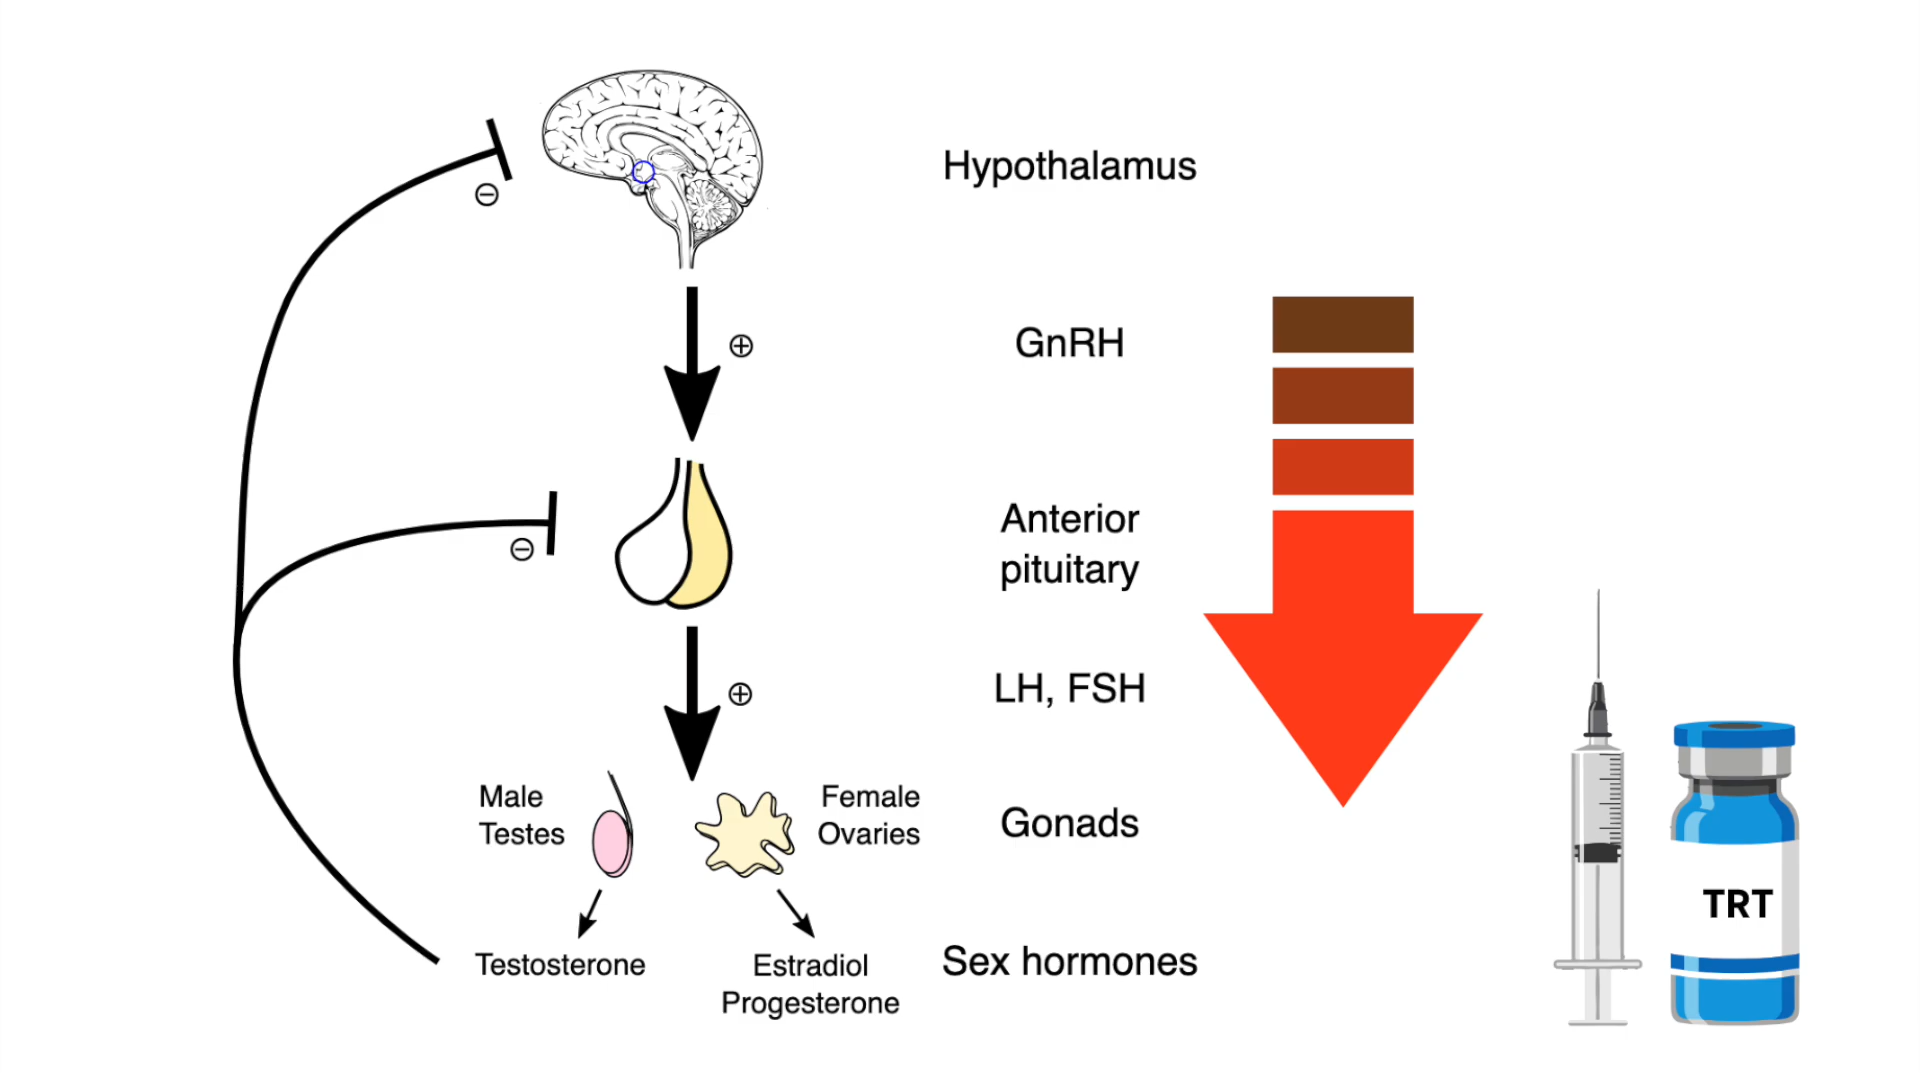 Hypothalamus
⊖
GnRH
⊕
Anterior
pituitary
⊖
LH, FSH
⊕
Male
Testes
Female
Ovaries
Gonads
Testosterone
Estradiol
Progesterone
Sex hormones
TRT